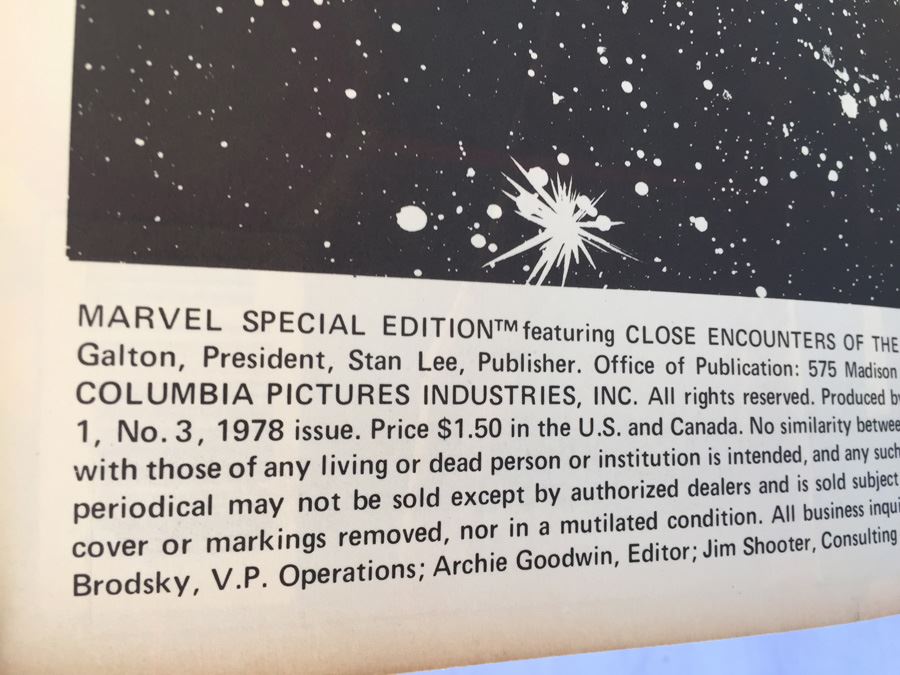 MARVEL SPECIAL EDITION™ featuring CLOSE ENCOUNTERS OF THE
Galton, President, Stan Lee, Publisher. Office of Publication: 575 Madison
COLUMBIA PICTURES INDUSTRIES, INC. All rights reserved. Produced by
1, No. 3, 1978 issue. Price $1.50 in the U.S. and Canada. No similarity betwee
with those of any living or dead person or institution is intended, and any such
periodical may not be sold except by authorized dealers and is sold subject
cover or markings removed, nor in a mutilated condition. All business inqui
Brodsky, V.P. Operations; Archie Goodwin, Editor; Jim Shooter, Consulting